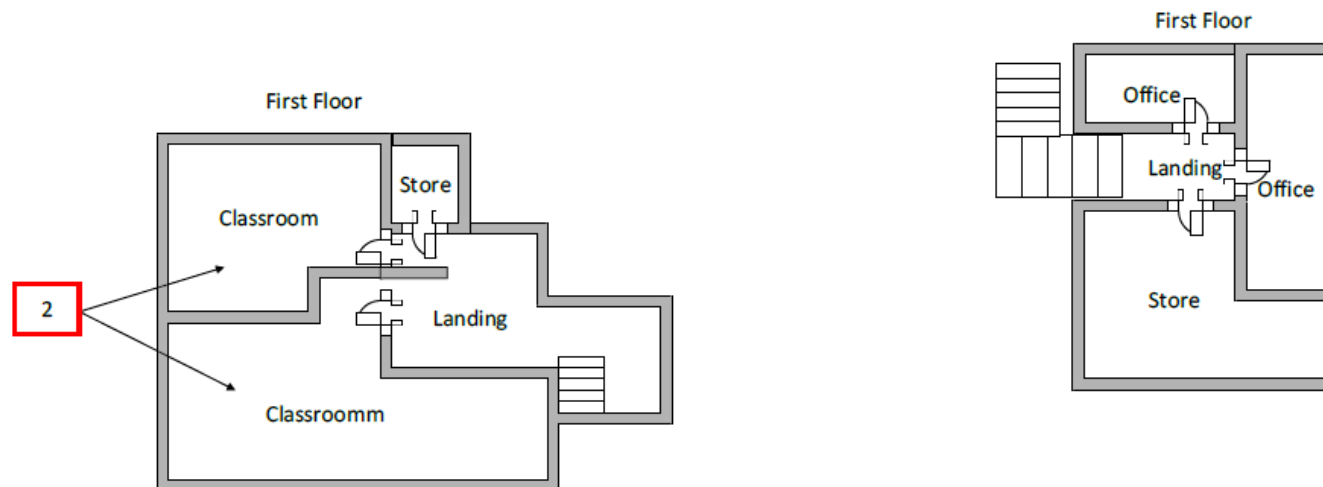 First Floor
Classroom
Store
2
Landing
Classroomm
First Floor
Office
Landing
Office
Store